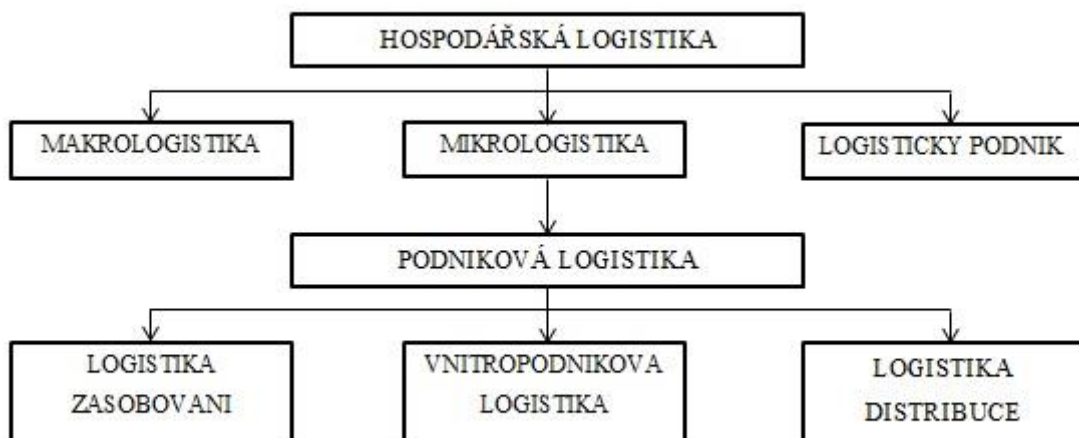 HOSPODÁŘSKÁ LOGISTIKA
MAKROLOGISTIKA
MIKROLOGISTIKA
LOGISTICKY PODNIK
PODNIKOVÁ LOGISTIKA
LOGISTIKA
ZASOBOVANI
VNITROPODNIKOVA
LOGISTIKA
LOGISTIKA
DISTRIBUCE